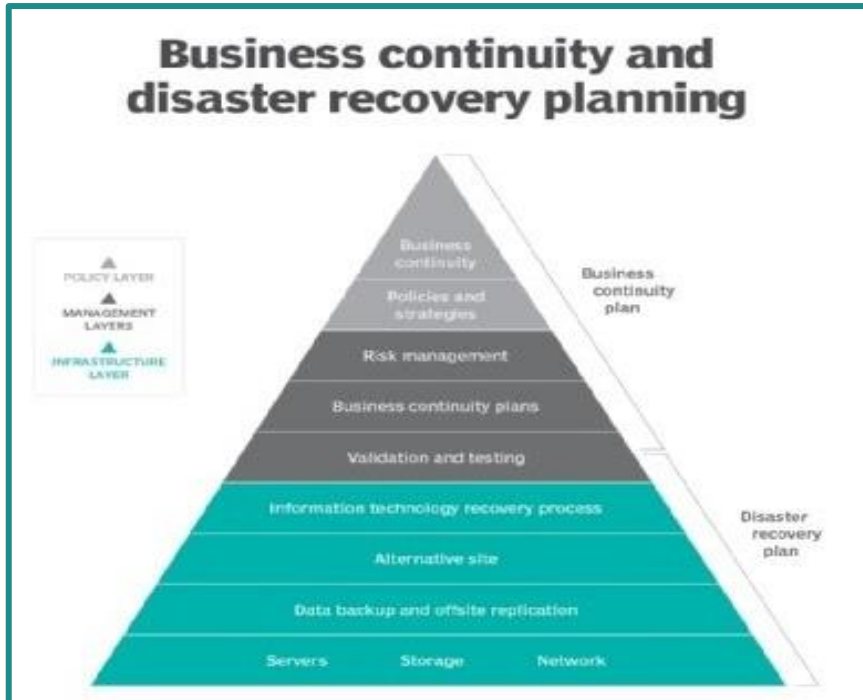 Business continuity and
disaster recovery planning
POLICY LAYER
MANAGEMENT
LAYERS
INFRASTRUCTURE
LAYER
Business
continuity
Policies and
strategies
Risk management
Business continuity plans
Validation and testing
Information technology recovery process
Alternative site
Data backup and offsite replication
Servers Storage Network
Business
continuity
plan
Disaster
recovery
plan